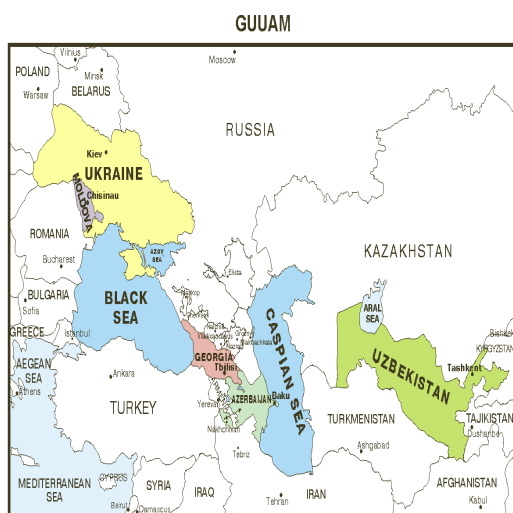 GUUAM
Vilnius
Moscow
POLAND
Minsk
Warsaw
BELARUS
RUSSIA
Kiev
UKRAINE
MOLDOVA
Chisinau
ROMANIA
AZOV
SEA
KAZAKHSTAN
Bucharest
Elista
BULGARIA
BLACK
SEA
ARAL
SEA
Sofia
CASPIAN SEA
GREECE
Istanbul
Bishkek
KYRGYZSTAN
AEGEAN
SEA
GEORGIA
Tbilisi
UZBEKISTAN
Tashkent
Ankara
Athens
AZERBAIJAN
Baku
Yerevan
TURKEY
Nakhchivan
TURKMENISTAN
TAJIKISTAN
Dushanbe
Tebriz
Ashgabad
MEDITERRANEAN
SEA
CYPRUS
SYRIA
IRAQ
IRAN
AFGHANISTAN
Tehran
Kabul
Beirut
Damascus